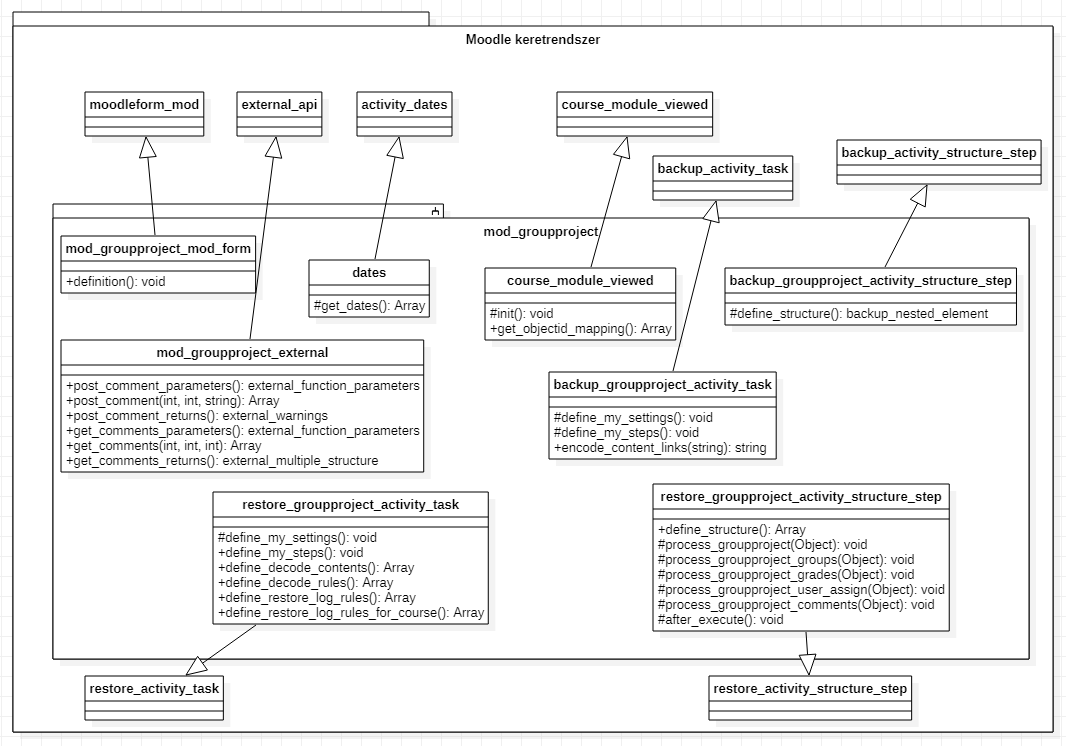 Moodle keretrendszer
moodleform_mod
external_api
activity_dates
course_module_viewed
backup_activity_task
backup_activity_structure_step
mod_groupproject
mod_groupproject_mod_form
+definition(): void
dates
#get_dates(): Array
course_module_viewed
#init(): void
+get_objectid_mapping(): Array
backup_groupproject_activity_structure_step
#define_structure(): backup_nested_element
mod_groupproject_external
+post_comment_parameters(): external_function_parameters
+post_comment(int, int, string): Array
+post_comment_returns(): external_warnings
+get_comments_parameters(): external_function_parameters
+get_comments(int, int, int): Array
+get_comments_returns(): external_multiple_structure
backup_groupproject_activity_task
#define_my_settings(): void
#define_my_steps(): void
+encode_content_links(string): string
restore_groupproject_activity_task
#define_my_settings(): void
+define_my_steps(): void
+define_decode_contents(): Array
+define_decode_rules(): Array
+define_restore_log_rules(): Array
+define_restore_log_rules_for_course(): Array
restore_groupproject_activity_structure_step
+define_structure(): Array
#process_groupproject(Object): void
#process_groupproject_groups(Object): void
#process_groupproject_grades(Object): void
#process_groupproject_user_assign(Object): void
#process_groupproject_comments(Object): void
#after_execute(): void
restore_activity_task
restore_activity_structure_step